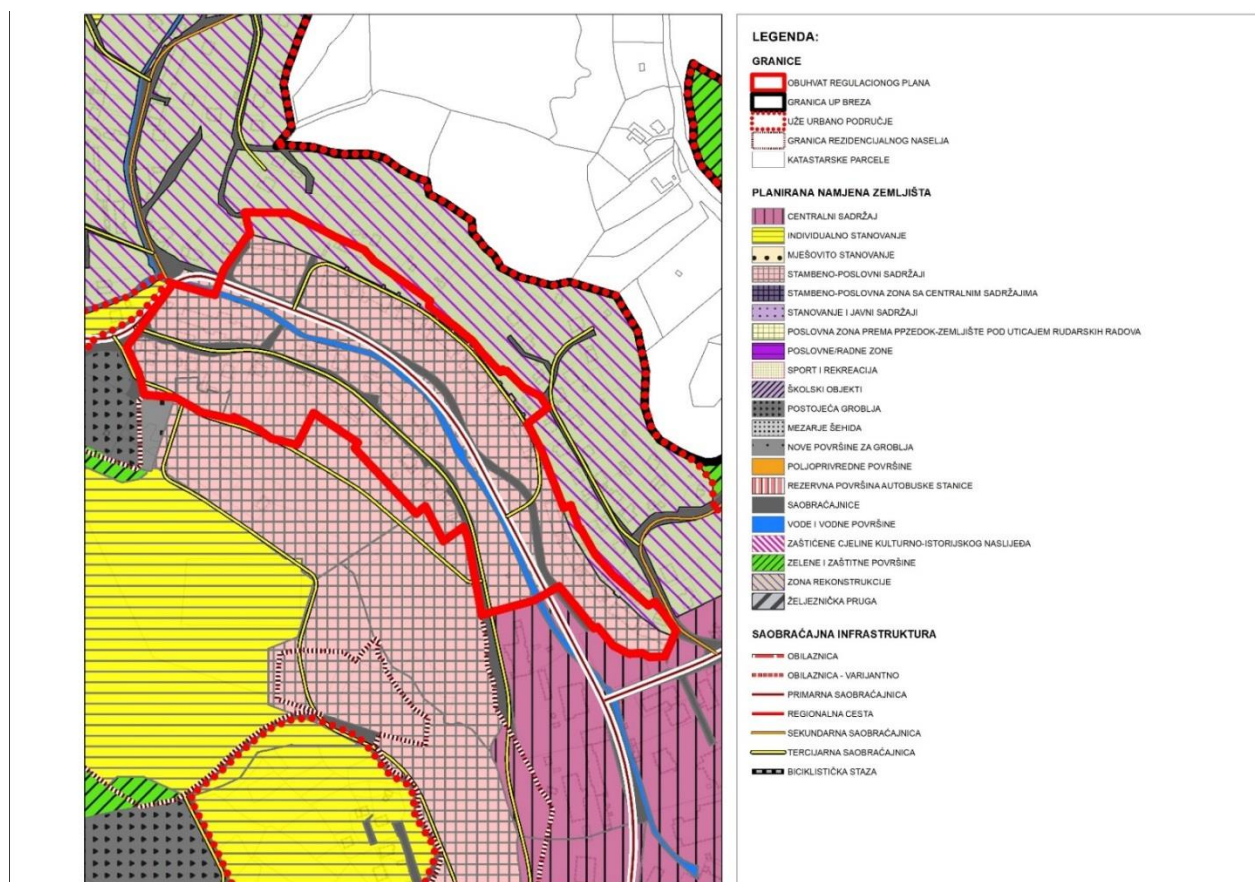 LEGENDA:
GRANICE
OBUHVAT REGULACIONOG PLANA
GRANICA UP BREZA
UŽE URBANO PODRUČJE
GRANICA REZIDENCIJALNOG NASELJA
KATASTARSKE PARCELE
PLANIRANA NAMJENA ZEMLJIŠTA
CENTRALNI SADRŽAJ
INDIVIDUALNO STANOVANJE
MJEŠOVITO STANOVANJE
STAMBENO-POSLOVNI SADRŽAJI
STAMBENO-POSLOVNA ZONA SA CENTRALNIM SADRŽAJIMA
STANOVANJE I JAVNI SADRŽAJI
POSLOVNA ZONA PREMA PPZEDOK-ZEMLJIŠTE POD UTICAJEM RUDARSKIH RADOVA
POSLOVNE/RADNE ZONE
SPORT I REKREACIJA
ŠKOLSKI OBJEKTI
POSTOJEĆA GROBLJA
MEZARJE ŠEHIDA
NOVE POVRŠINE ZA GROBLJA
POLJOPRIVREDNE POVRŠINE
REZERVNA POVRŠINA AUTOBUSKE STANICE
SAOBRAĆAJNICE
VODE I VODNE POVRŠINE
ZAŠTIĆENE CJELINE KULTURNO-ISTORIJSKOG NASLIJEĐA
ZELENE I ZAŠTITNE POVRŠINE
ZONA REKONSTRUKCIJE
ŽELJEZNIČKA PRUGA
SAOBRAĆAJNA INFRASTRUKTURA
OBILAZNICA
OBILAZNICA - VARIJANTNO
PRIMARNA SAOBRAĆAJNICA
REGIONALNA CESTA
SEKUNDARNA SAOBRAĆAJNICA
TERCIJARNA SAOBRAĆAJNICA
BICIKLISTIČKA STAZA